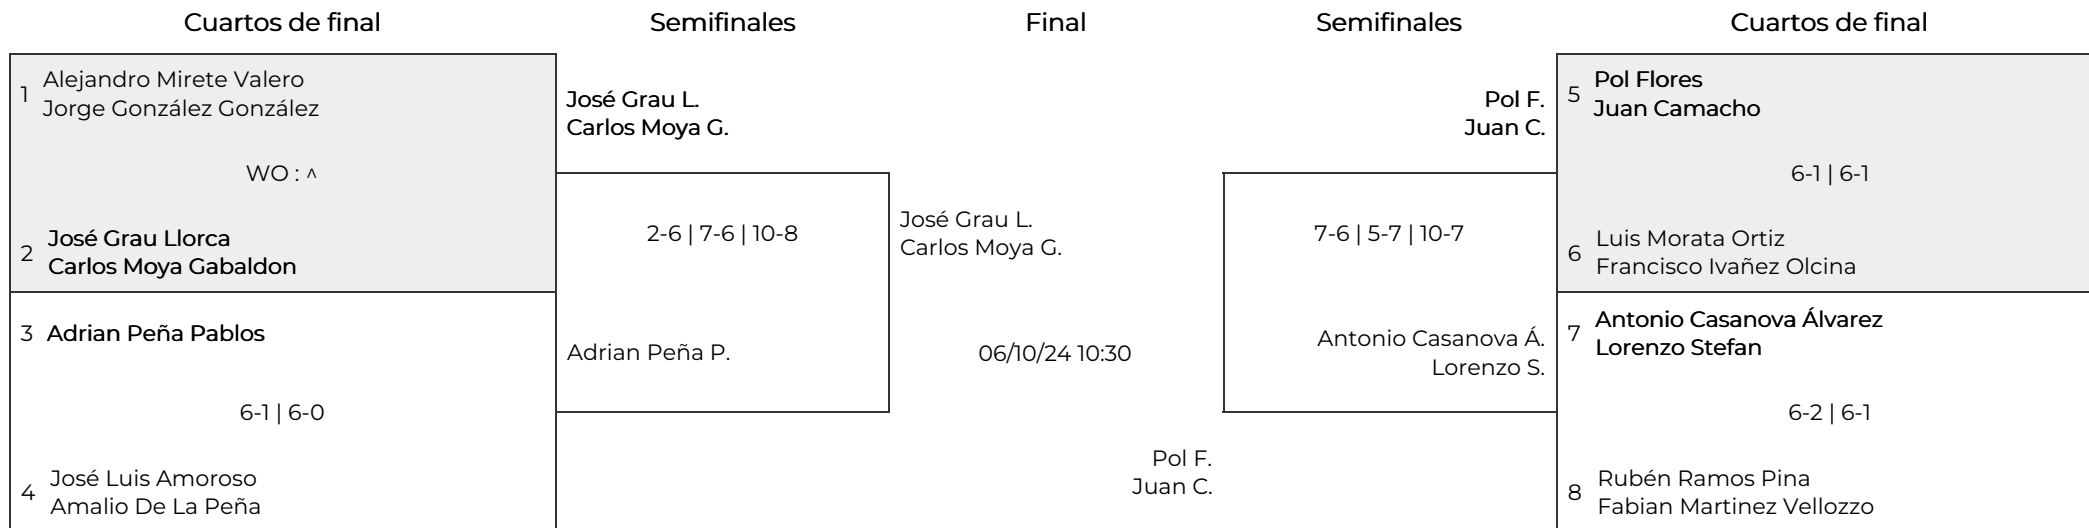 Cuartos de final
Semifinales
Final
Semifinales
Cuartos de final
1
Alejandro Mirete Valero
Jorge González González
WO : ^
2
José Grau Llorca
Carlos Moya Gabaldon
3 Adrian Peña Pablos
6-1 | 6-0
4
José Luis Amoroso
Amalio De La Peña
José Grau L.
Carlos Moya G.
2-6 | 7-6 | 10-8
Adrian Peña P.
José Grau L.
Carlos Moya G.
06/10/24 10:30
Pol F.
Juan C.
Pol F.
Juan C.
7-6 | 5-7 | 10-7
Antonio Casanova Á.
Lorenzo S.
5
Pol Flores
Juan Camacho
6-1 | 6-1
6
Luis Morata Ortiz
Francisco Ivañez Olcina
7
Antonio Casanova Álvarez
Lorenzo Stefan
6-2 | 6-1
8
Rubén Ramos Pina
Fabian Martinez Vellozzo